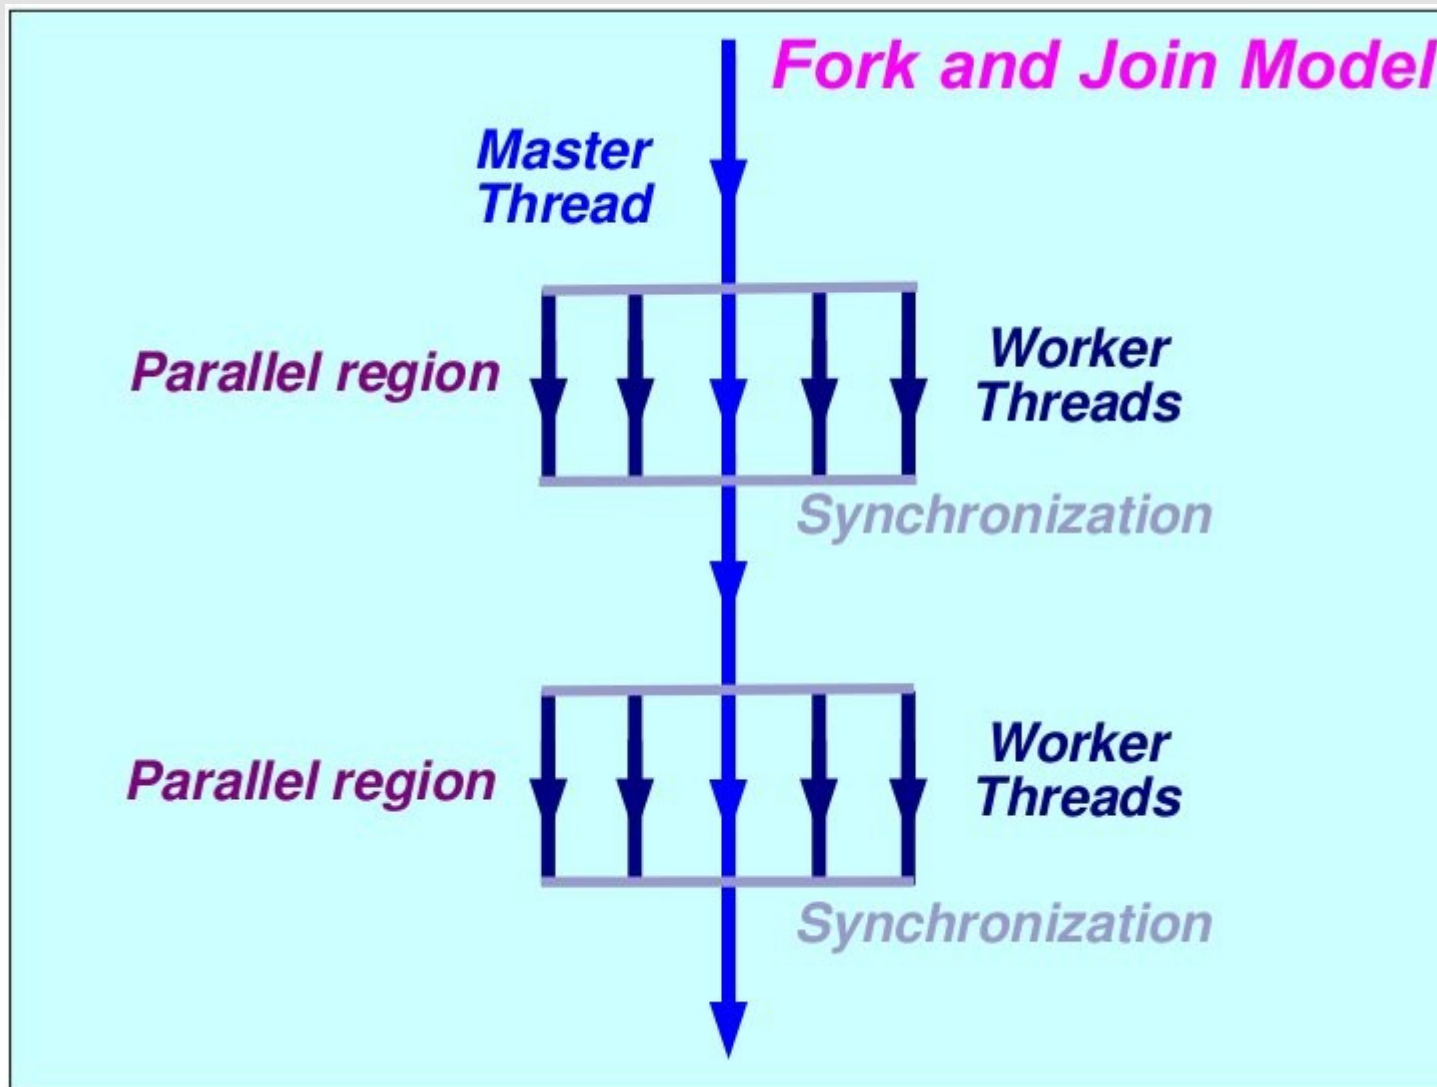 Fork and Join Model
Master
Thread
Parallel region
Worker
Threads
Synchronization
Parallel region
Worker
Threads
Synchronization